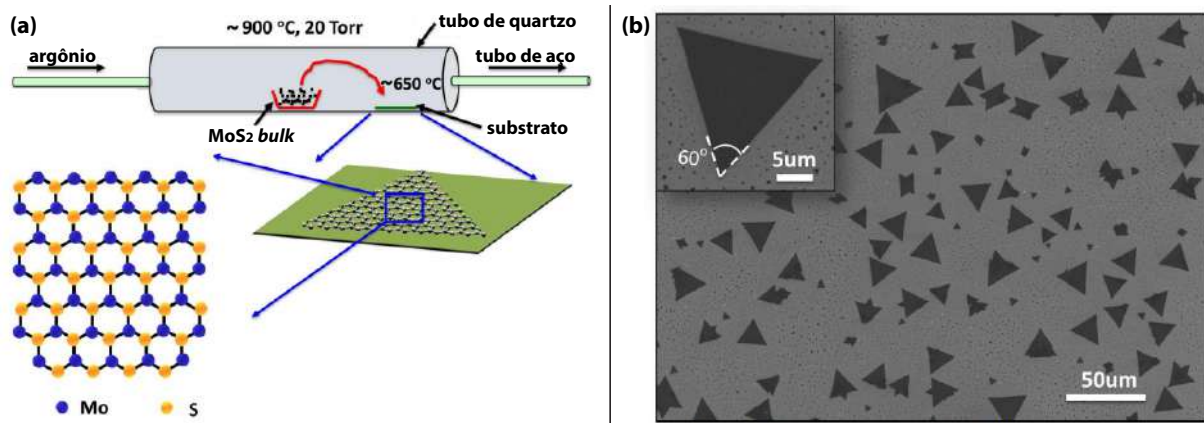 (a)
~ 900 °C, 20 Torr
tubo de quartzo
argônio
tubo de aço
~650 °C
MoS2 bulk
substrato
Mo
S
(b)
60°
5um
50um